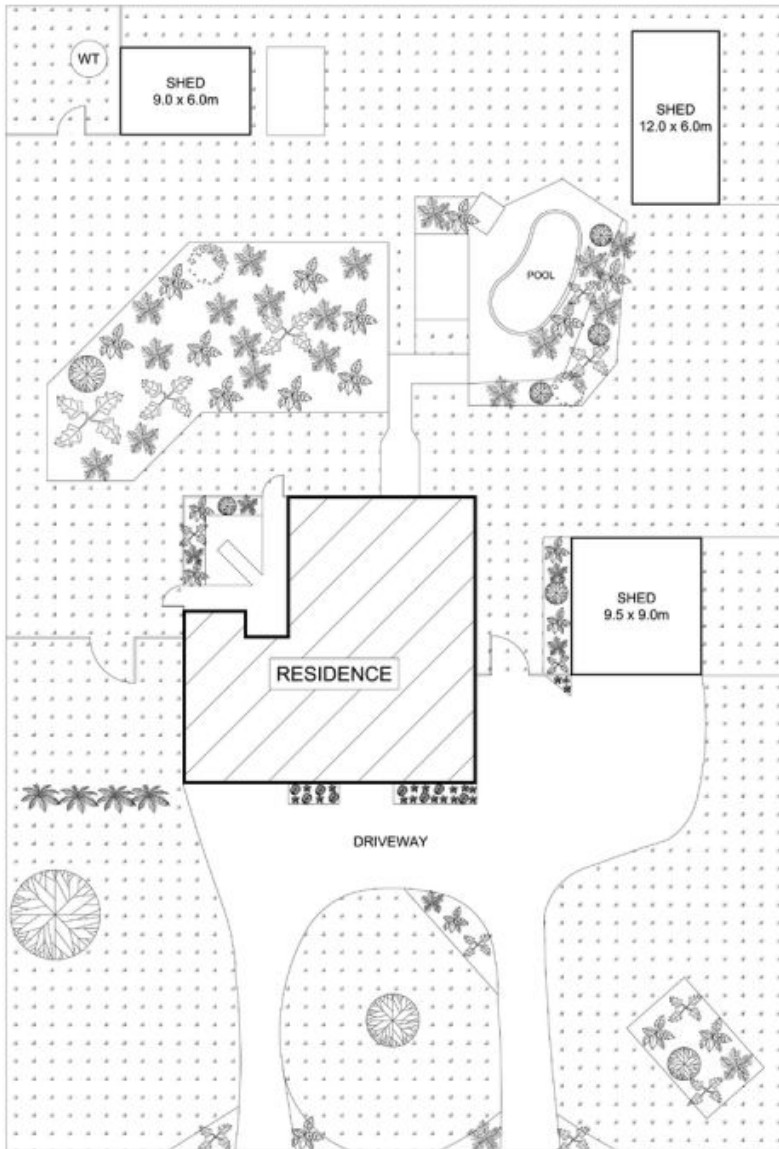 WT
SHED
9.0 x 6.0m
SHED
12.0 x 6.0m
POOL
SHED
9.5 x 9.0m
RESIDENCE
DRIVEWAY